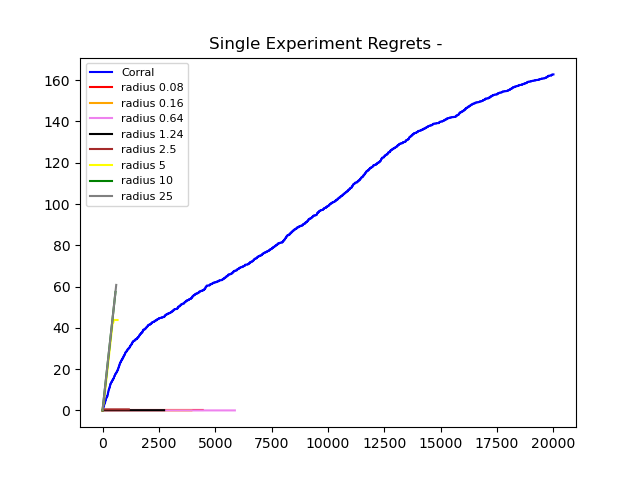 Single Experiment Regrets -
Corral
radius 0.08
radius 0.16
radius 0.64
radius 1.24
radius 2.5
radius 5
radius 10
radius 25
160
140
120
100
80
60
40
20
0
0 2500 5000 7500 10000 12500 15000 17500 20000